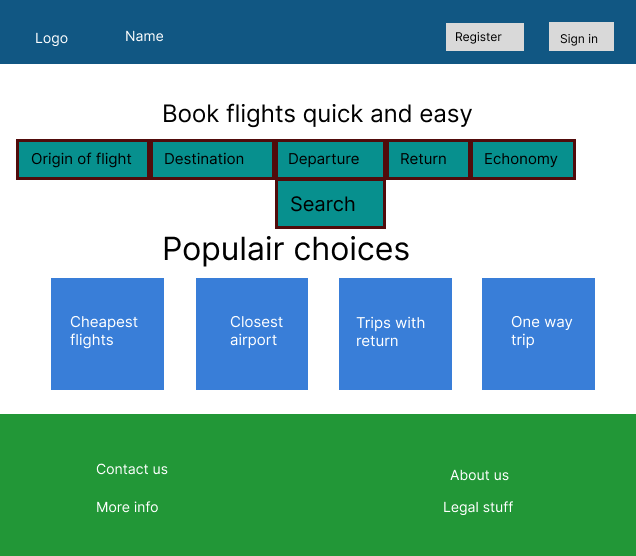 Logo
Name
Register
Sign in
Book flights quick and easy
Origin of flight
Destination
Departure
Return
Echonomy
Search
Populair choices
Cheapest
flights
Closest
airport
Trips with
return
One way
trip
Contact us
About us
More info
Legal stuff